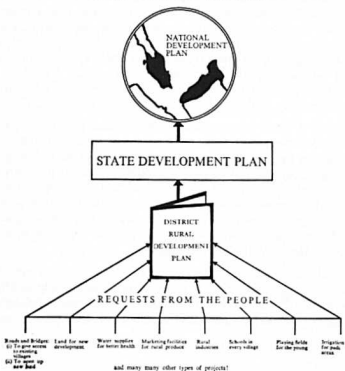 NATIONAL
DEVELOPMENT
PLAN
STATE DEVELOPMENT PLAN
DISTRICT
RURAL
DEVELOPMENT
PLAN
REQUESTS FROM THE PEOPLE
Roads and Bridges:
(i) To give access
to existing
villages
(ii) To open up
new land
Land for new
development
Water supplies
for better health
Marketing facilities
for rural produce
Rural
industries
Schools in
every village
Playing fields
for the young
Irrigation
for padi
areas
and many many other types of projects!